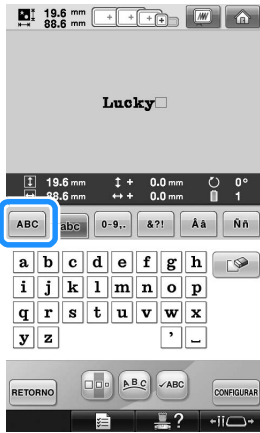 19.6 mm
88.6 mm
Lucky
19.6 mm + 0.0 mm 0°
88.6 mm + 0.0 mm 1
ABC abc 0-9,. &?! Ââ Ññ
a b c d e f g h
i j k l m n o p
q r s t u v w x
y z ’ _
RETORNO ABC ABC CONFIGURAR
?